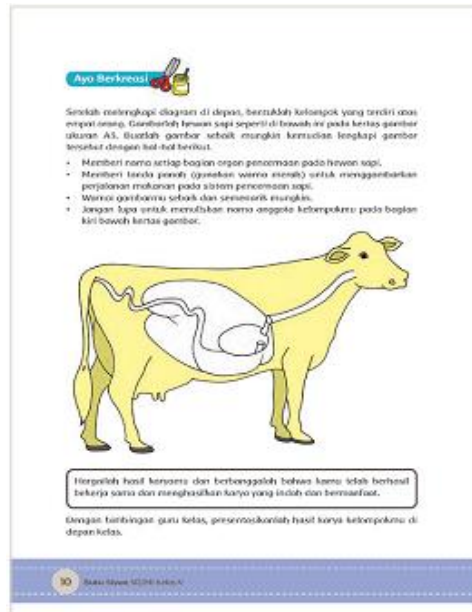 Ayo Berkreasi
Setelah melengkapi diagram di depan, bentuklah kelompok yang terdiri atas
empat orang. Gambarlah hewan sapi seperti di bawah ini pada kertas gambar
ukuran A3. Buatlah gambar sebaik mungkin kemudian lengkapi gambar
tersebut dengan hal-hal berikut.
• Memberi nama setiap bagian organ pencernaan pada hewan sapi.
• Memberi tanda panah (gunakan warna merah) untuk menggambarkan
perjalanan makanan pada sistem pencernaan sapi.
• Warnai gambarmu sebaik dan semenarik mungkin.
• Jangan lupa untuk menuliskan nama anggota kelompokmu pada bagian
kiri bawah kertas gambar.
Hargailah hasil karyamu dan berbanggalah bahwa kamu telah berhasil
bekerja sama dan menghasilkan karya yang indah dan bermanfaat.
Dengan bimbingan guru kelas, presentasikanlah hasil karya kelompokmu di
depan kelas.
10 Buku Siswa SD/MI Kelas V